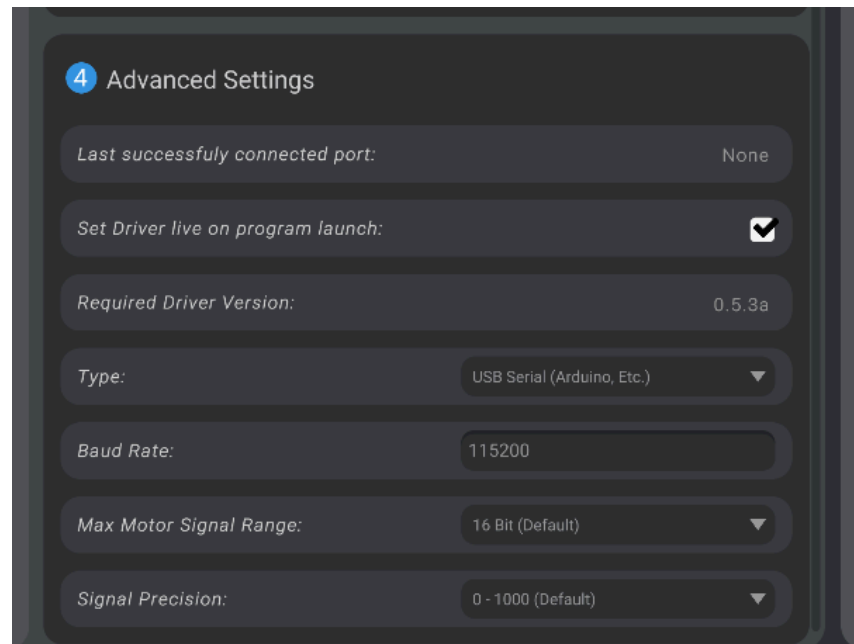 4 Advanced Settings
Last successfuly connected port: None
Set Driver live on program launch:
Required Driver Version: 0.5.3a
Type: USB Serial (Arduino, Etc.)
Baud Rate: 115200
Max Motor Signal Range: 16 Bit (Default)
Signal Precision: 0 - 1000 (Default)